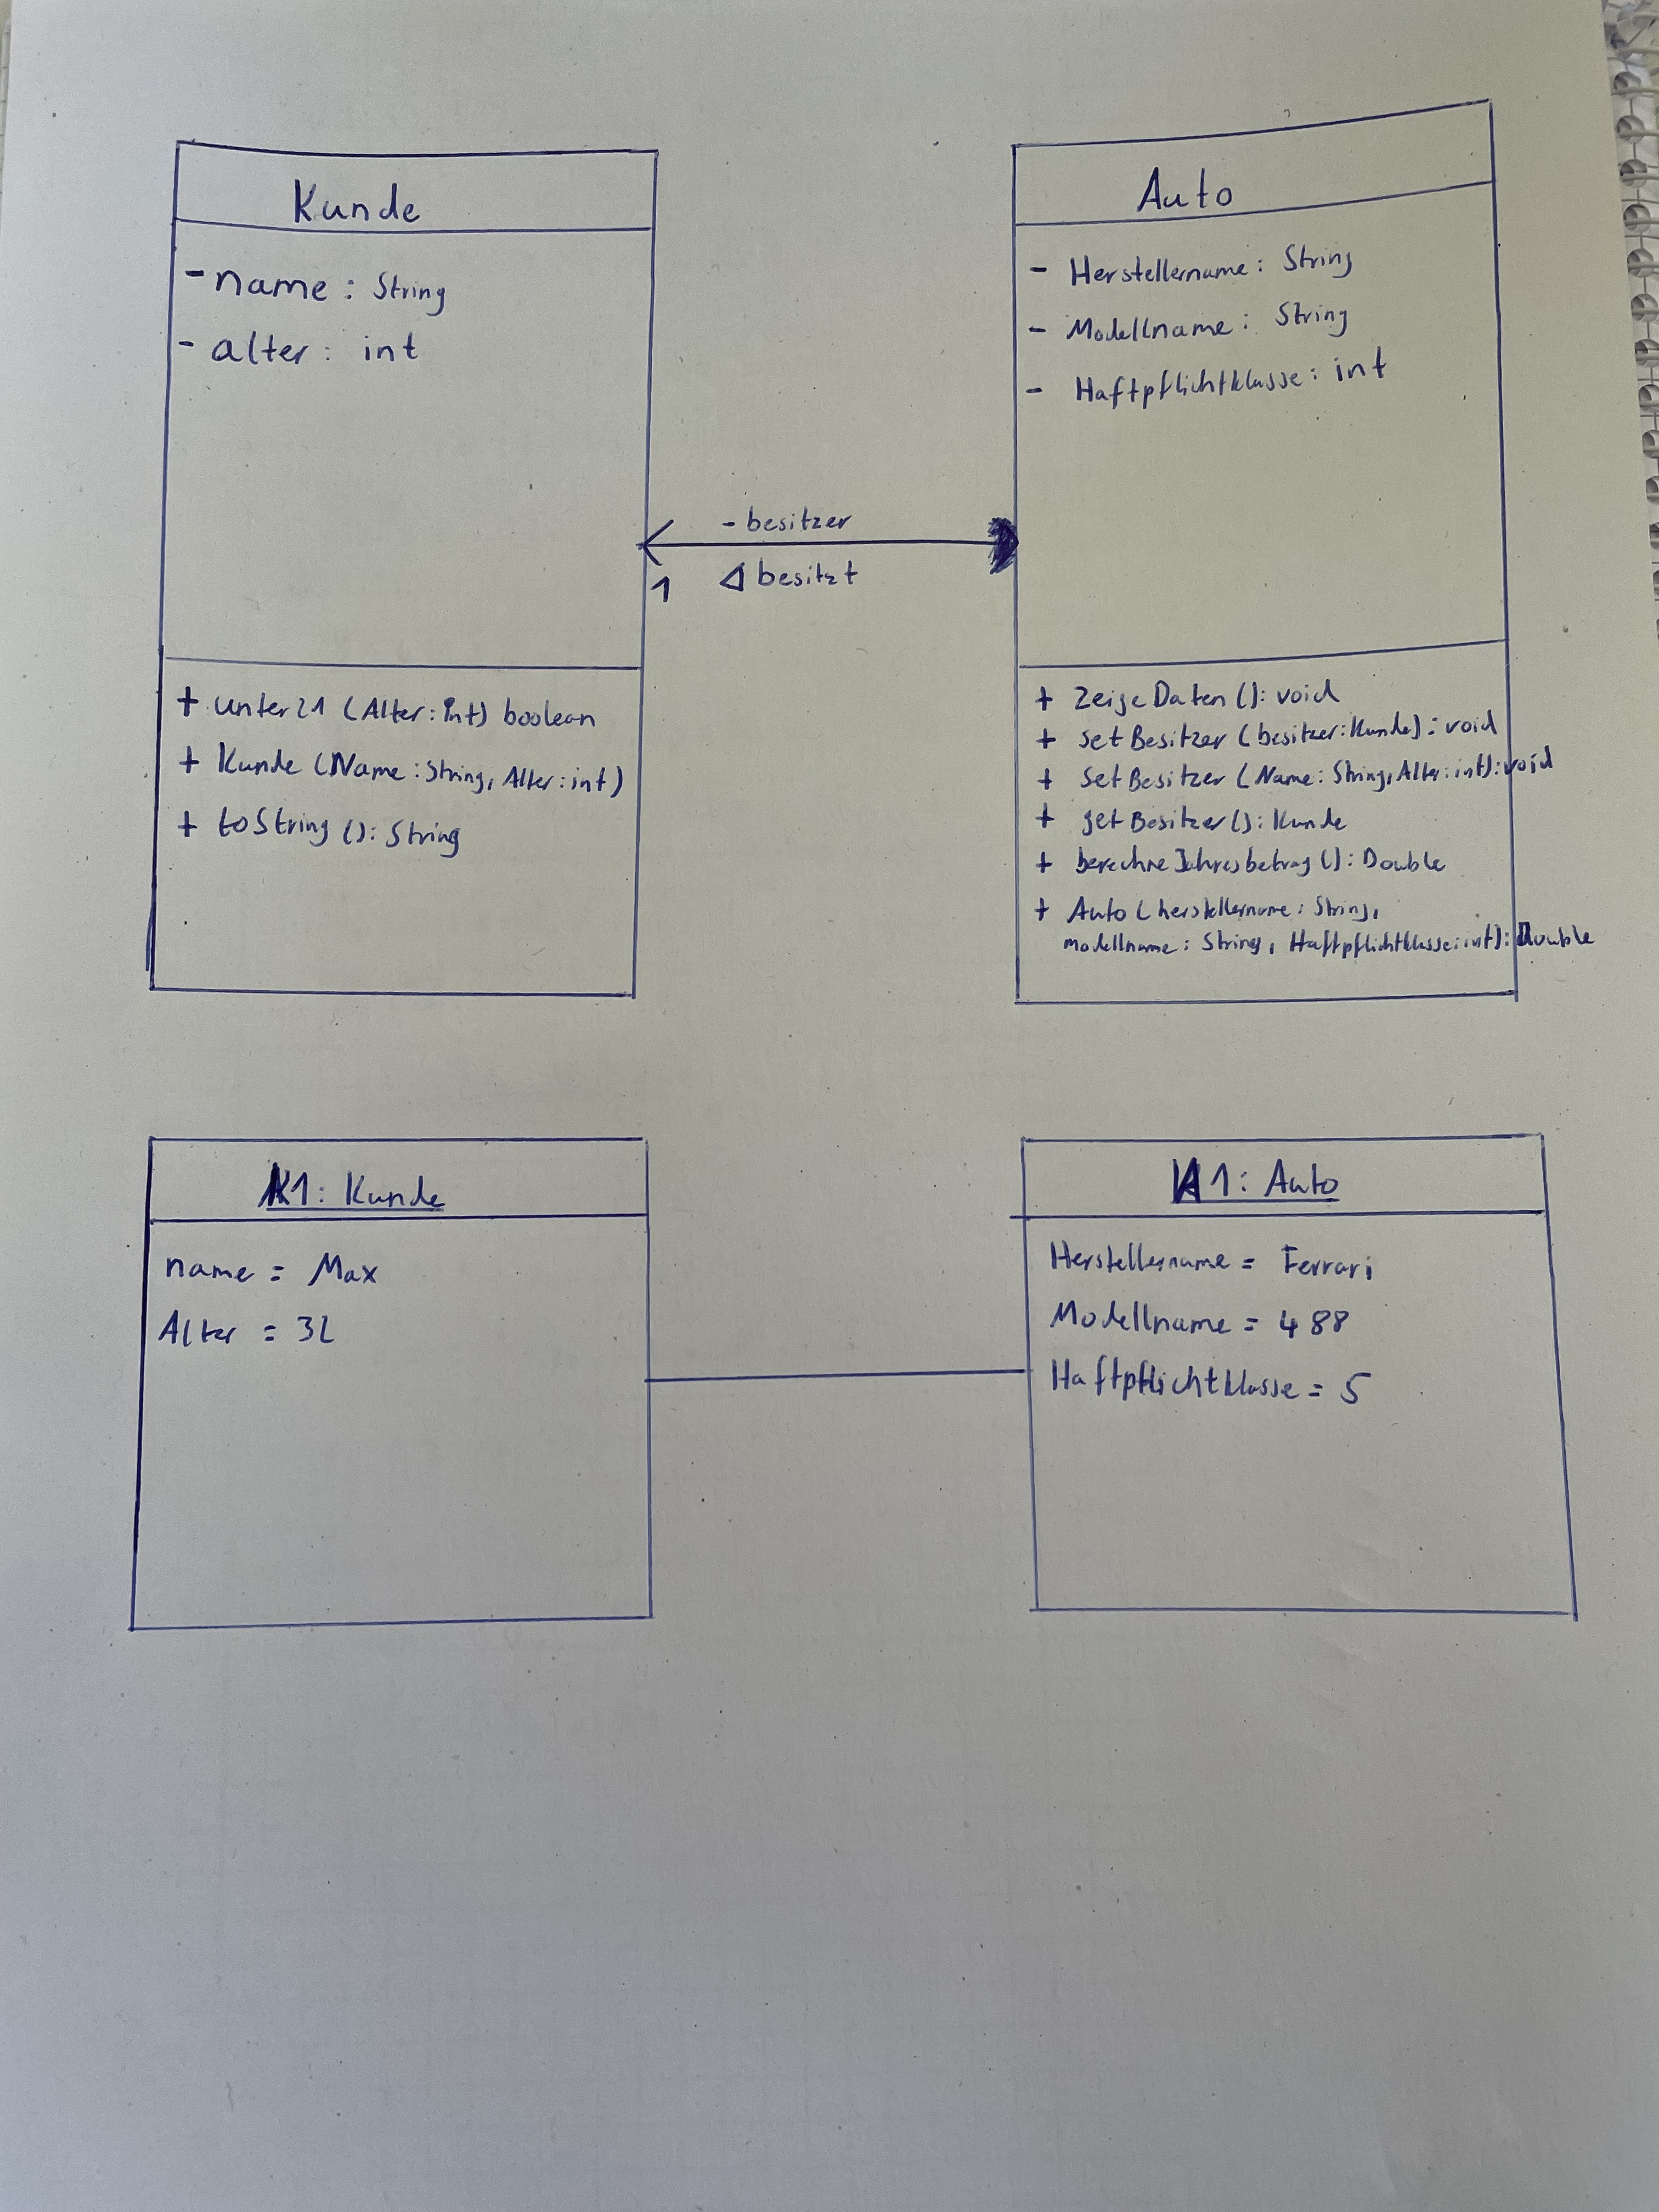 Kunde
- name : String
- alter : int
+ unter21 (Alter: int) boolean
+ Kunde (Name : String, Alter : int)
+ toString (): String
- besitzer
1 ◁ besitzt
Auto
- Herstellername : String
- Modellname : String
- Haftpflichtklasse : int
+ zeigeDaten (): void
+ setBesitzer (besitzer: Kunde) : void
+ setBesitzer (Name : String, Alter : int): void
+ getBesitzer (): Kunde
+ berechneJahresbetrag (): Double
+ Auto (herstellername : String,
modellname : String, Haftpflichtklasse: int): Double
K1 : Kunde
name = Max
Alter = 32
A1 : Auto
Herstellername = Ferrari
Modellname = 488
Haftpflichtklasse = 5